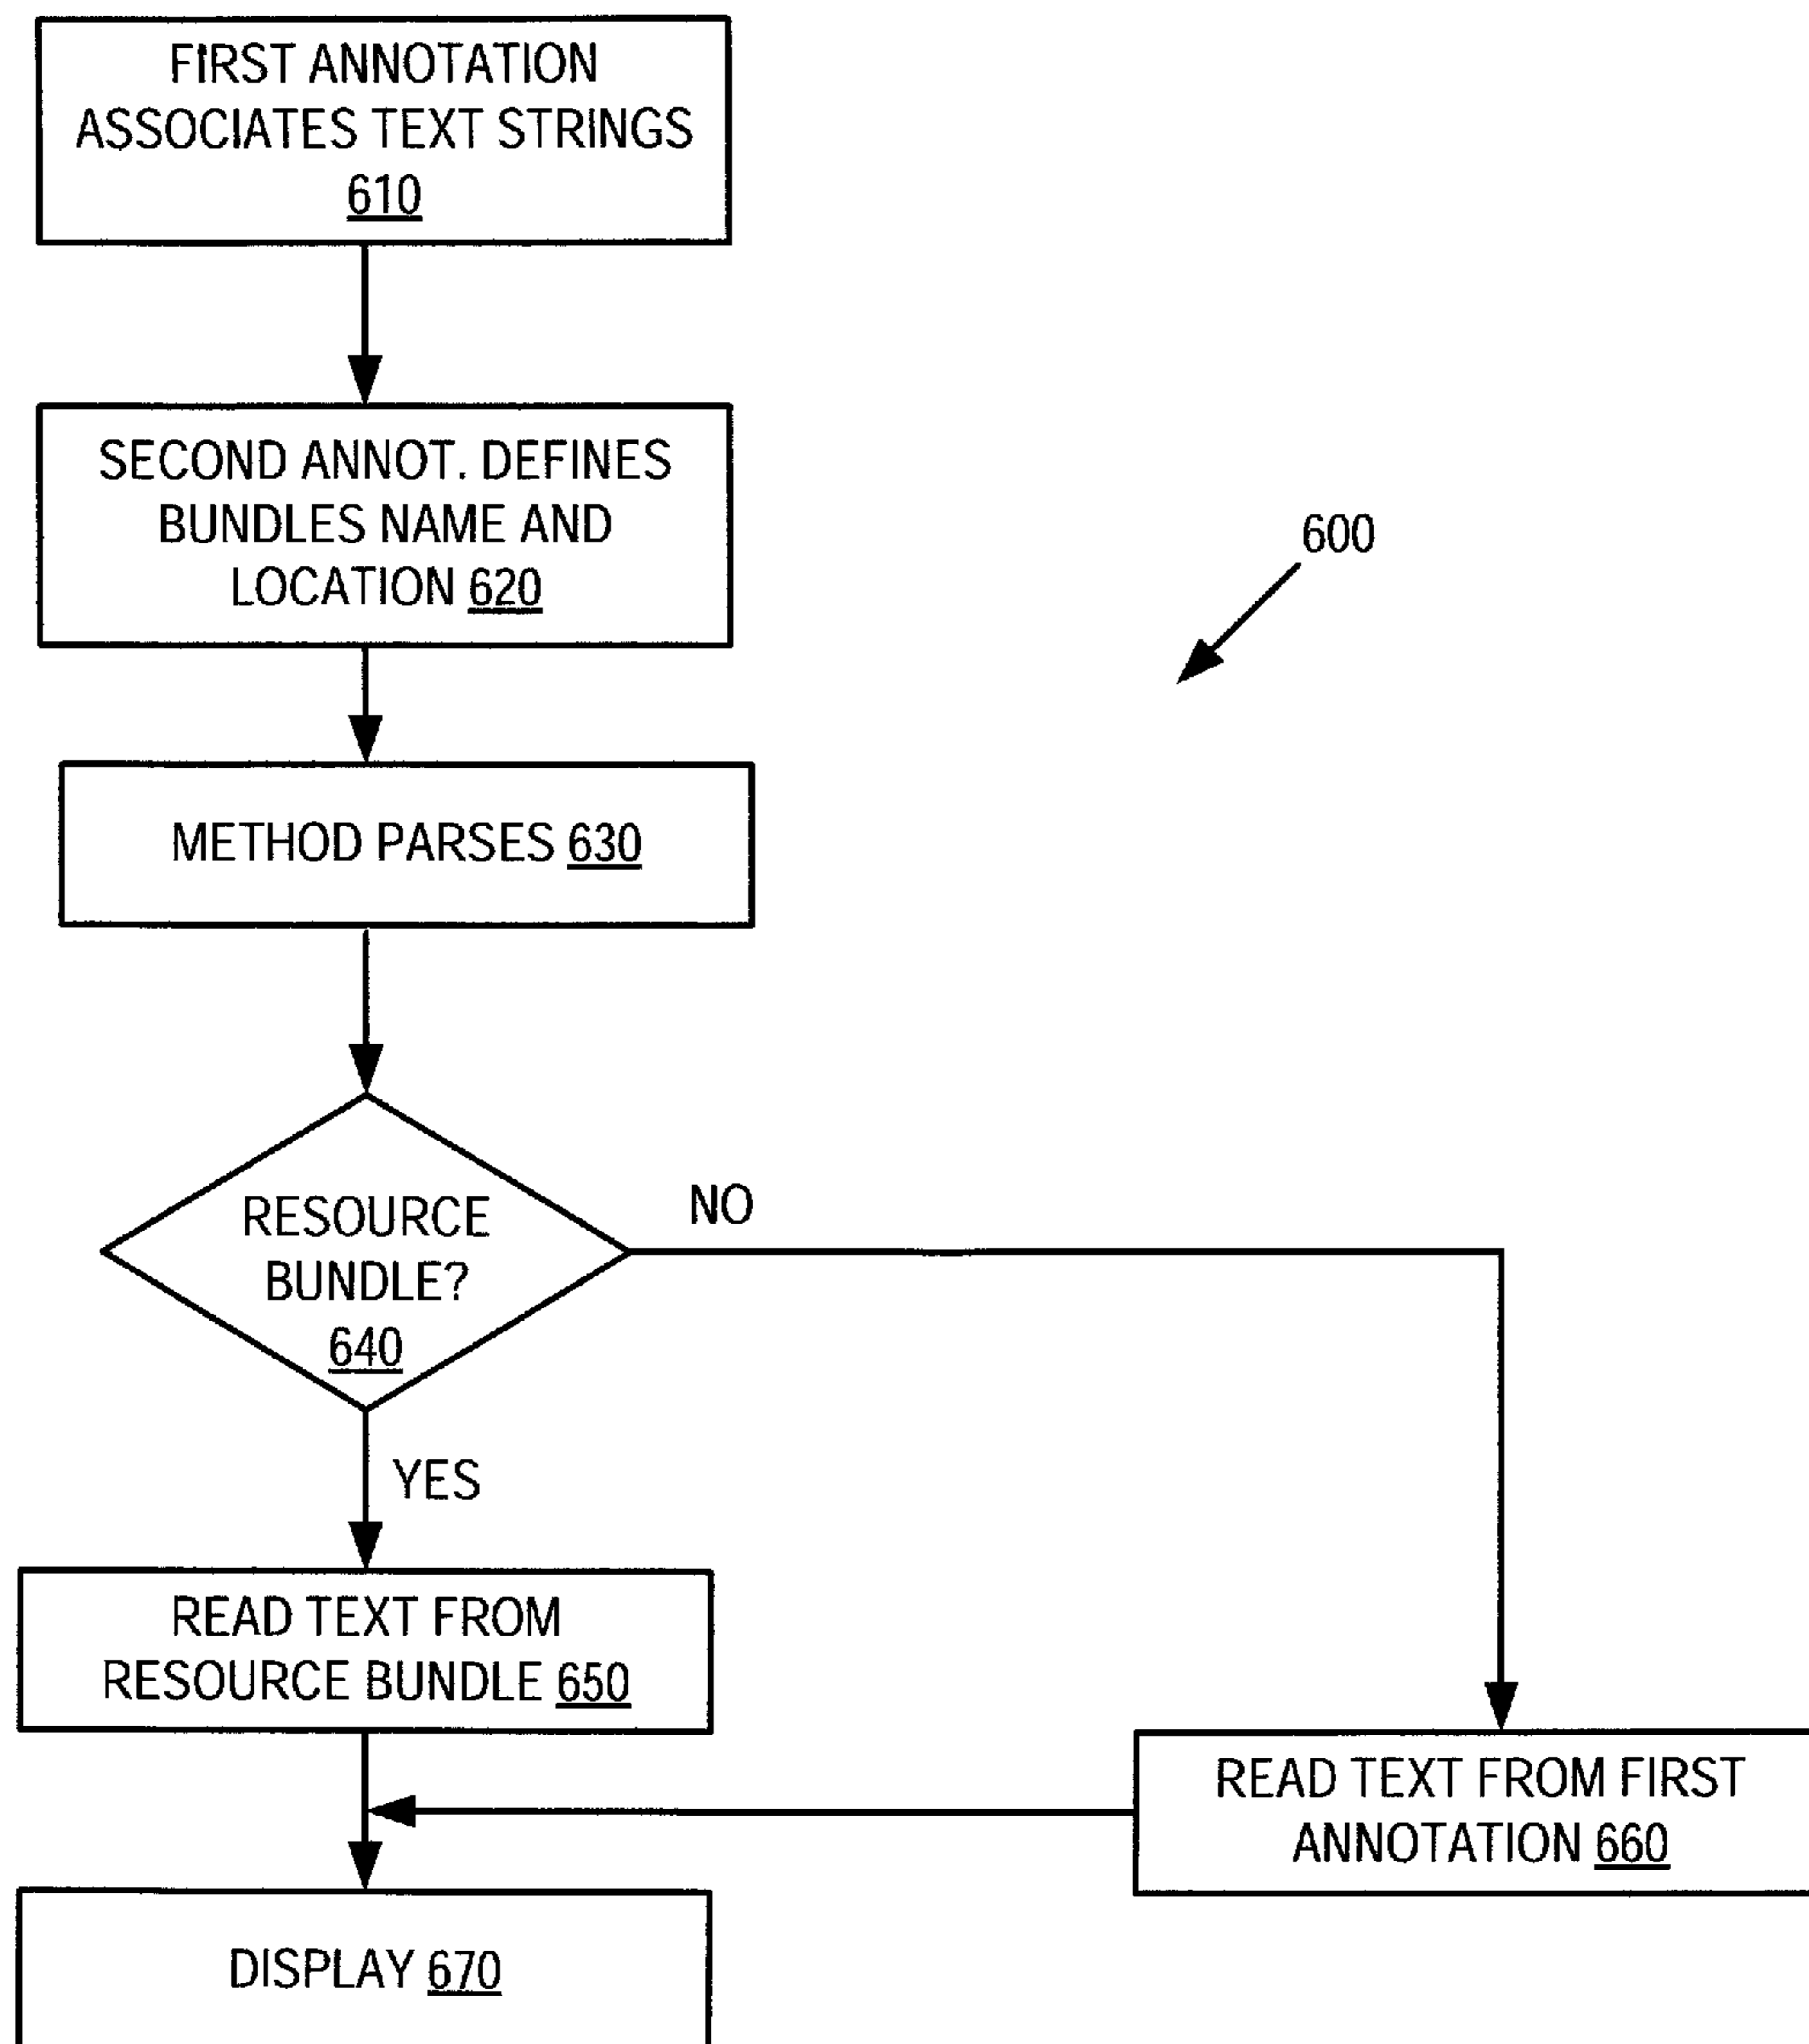 FIRST ANNOTATION
ASSOCIATES TEXT STRINGS
610
SECOND ANNOT. DEFINES
BUNDLES NAME AND
LOCATION 620
600
METHOD PARSES 630
RESOURCE
BUNDLE?
640
NO
YES
READ TEXT FROM
RESOURCE BUNDLE 650
READ TEXT FROM FIRST
ANNOTATION 660
DISPLAY 670